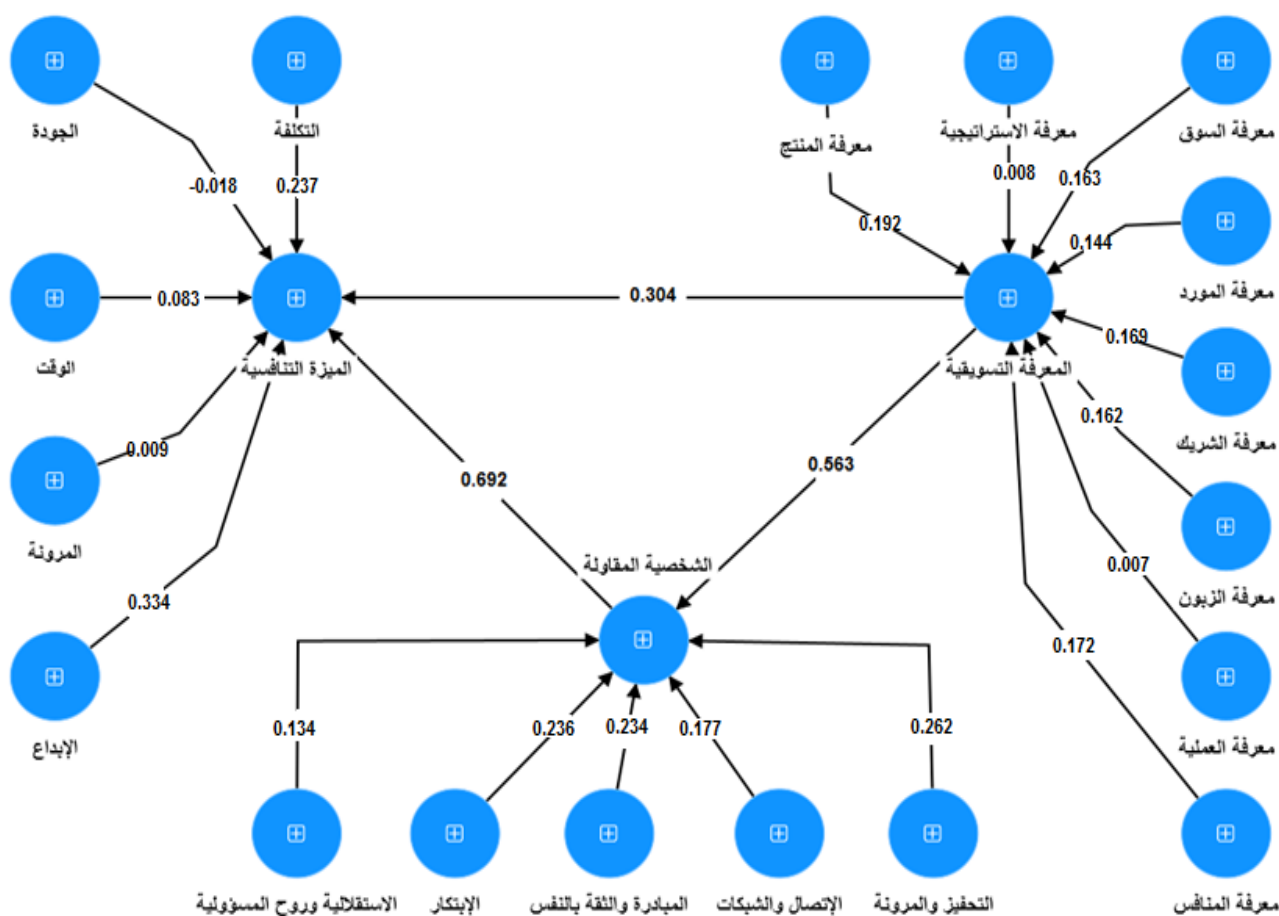 الجودة
التكلفة
معرفة المنتج
معرفة الاستراتيجية
معرفة السوق
-0.018
0.237
0.192
0.008
0.163
0.144
معرفة المورد
0.083
0.304
0.169
الوقت
الميزة التنافسية
المعرفة التسويقية
معرفة الشريك
0.162
0.009
0.692
0.563
المرونة
الشخصية المقاولة
0.007
معرفة الزبون
0.334
0.172
الإبداع
0.134
0.236
0.234
0.177
0.262
معرفة العملية
الاستقلالية وروح المسؤولية
الإبتكار
المبادرة والثقة بالنفس
الإتصال والشبكات
التحفيز والمرونة
معرفة المنافس